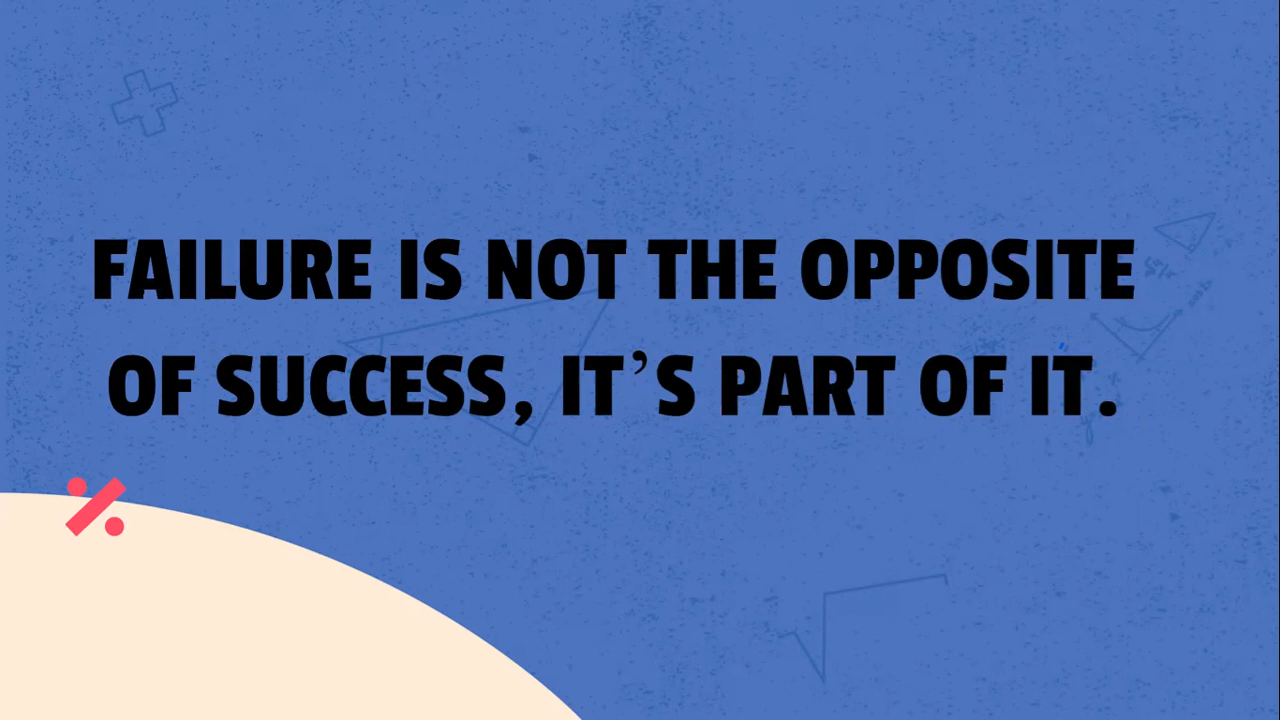 FAILURE IS NOT THE OPPOSITE
OF SUCCESS, IT’S PART OF IT.